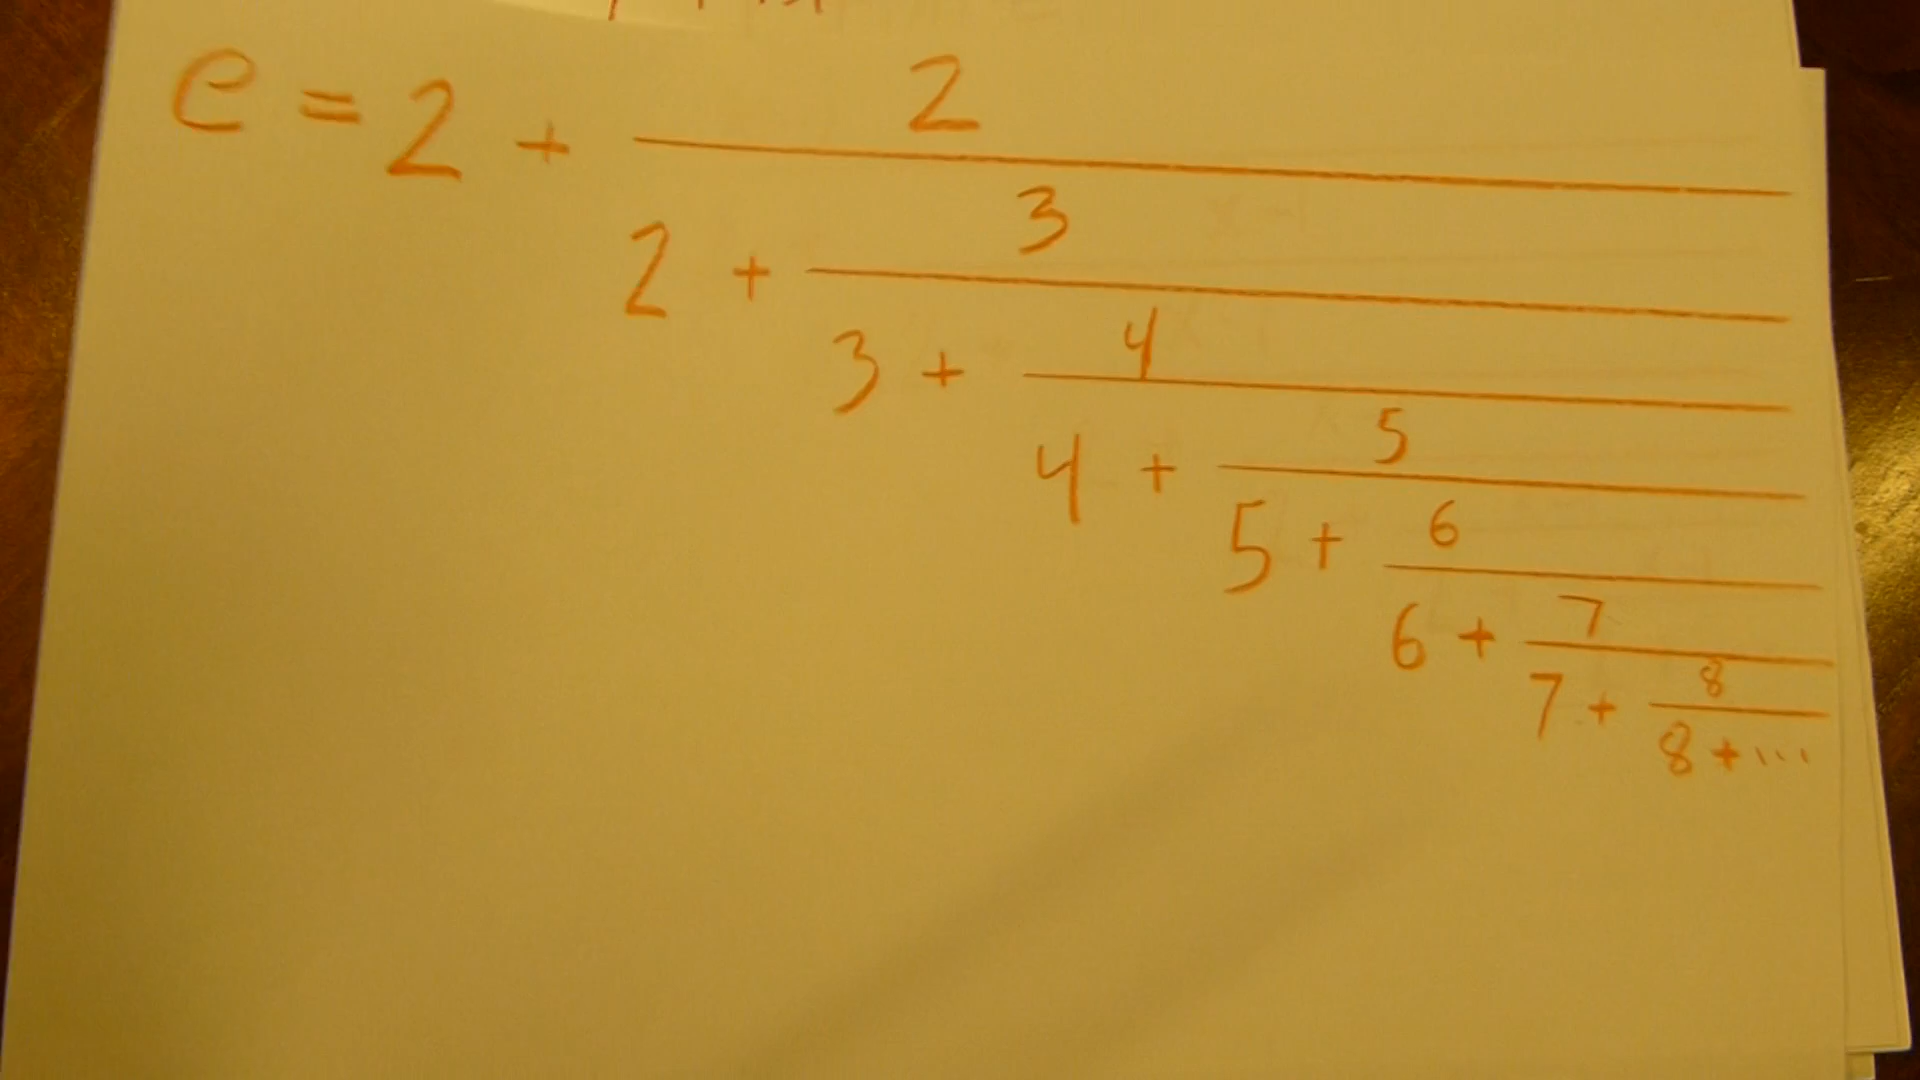 e = 2 + 2
2 + 3
3 + 4
4 + 5
5 + 6
6 + 7
7 + 8
8 + ...